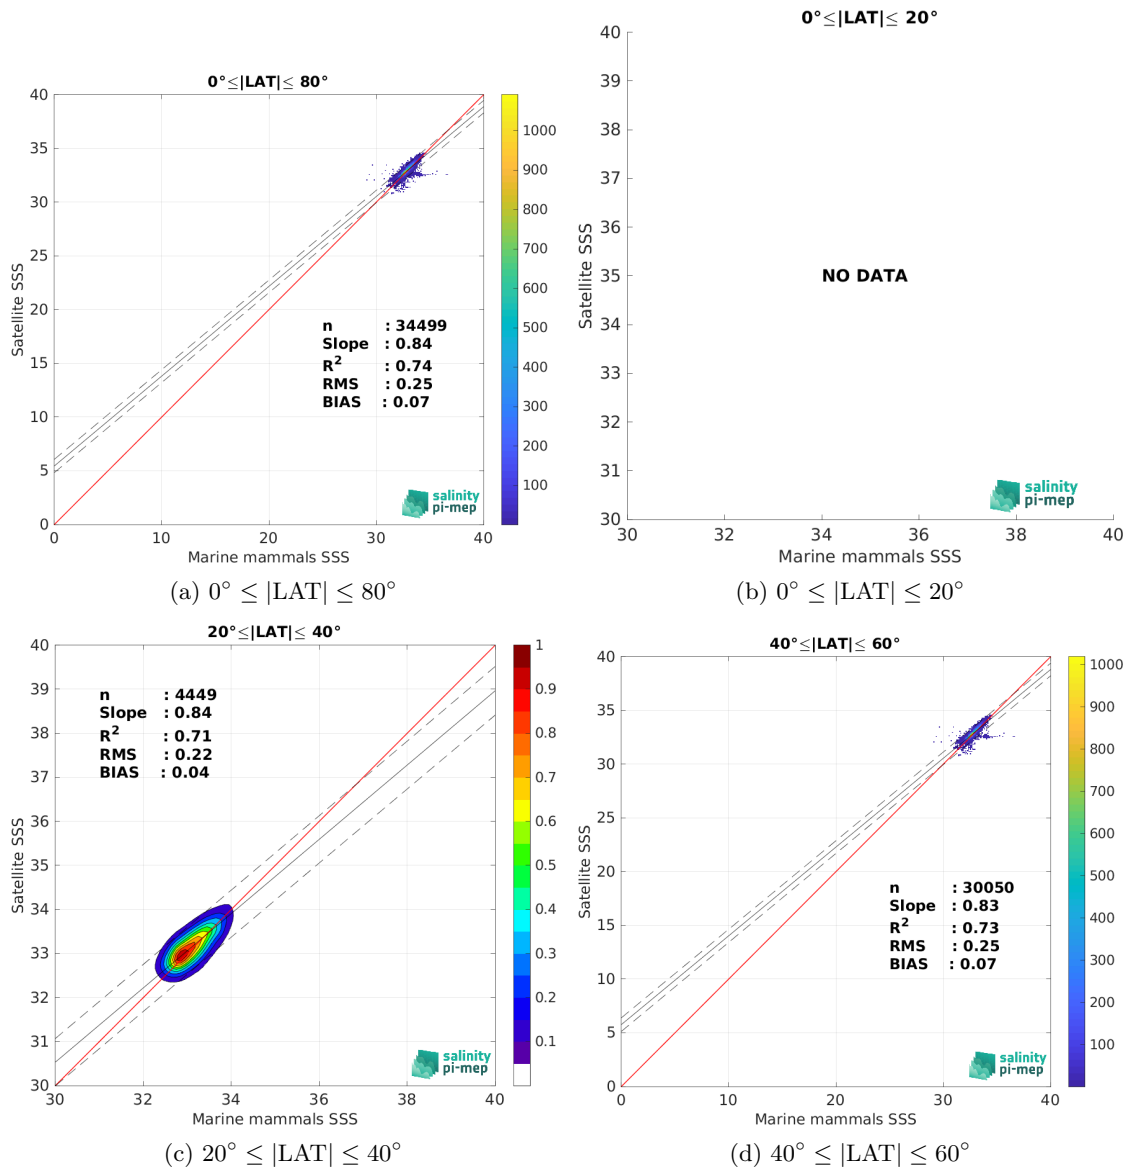 0°≤|LAT|≤ 80°
40
35
30
25
20
15
10
5
0
0
10
20
30
40
Satellite SSS
Marine mammals SSS
n : 34499
Slope : 0.84
R² : 0.74
RMS : 0.25
BIAS : 0.07
1000
900
800
700
600
500
400
300
200
100
salinity
pi-mep
(a) 0° ≤ |LAT| ≤ 80°
0°≤|LAT|≤ 20°
40
39
38
37
36
35
34
33
32
31
30
30
32
34
36
38
40
Satellite SSS
Marine mammals SSS
NO DATA
salinity
pi-mep
(b) 0° ≤ |LAT| ≤ 20°
20°≤|LAT|≤ 40°
40
39
38
37
36
35
34
33
32
31
30
30
32
34
36
38
40
Satellite SSS
Marine mammals SSS
n : 4449
Slope : 0.84
R² : 0.71
RMS : 0.22
BIAS : 0.04
1
0.9
0.8
0.7
0.6
0.5
0.4
0.3
0.2
0.1
salinity
pi-mep
(c) 20° ≤ |LAT| ≤ 40°
40°≤|LAT|≤ 60°
40
35
30
25
20
15
10
5
0
0
10
20
30
40
Satellite SSS
Marine mammals SSS
n : 30050
Slope : 0.83
R² : 0.73
RMS : 0.25
BIAS : 0.07
1000
900
800
700
600
500
400
300
200
100
salinity
pi-mep
(d) 40° ≤ |LAT| ≤ 60°